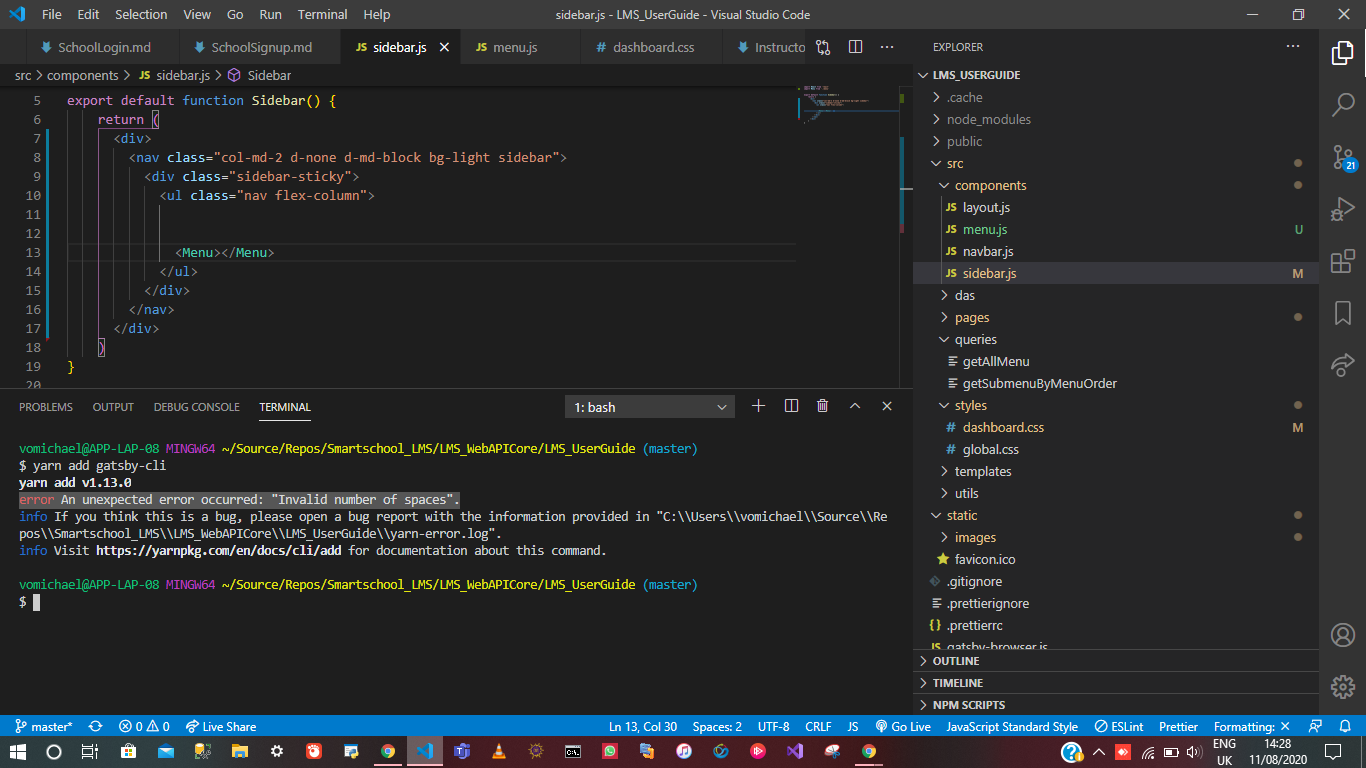 File Edit Selection View Go Run Terminal Help
sidebar.js - LMS_UserGuide - Visual Studio Code
SchoolLogin.md
SchoolSignup.md
JS sidebar.js
JS menu.js
# dashboard.css
Instructo
src > components > JS sidebar.js > Sidebar
5 export default function Sidebar() {
6 return (
7 <div>
8 <nav class="col-md-2 d-none d-md-block bg-light sidebar">
9 <div class="sidebar-sticky">
10 <ul class="nav flex-column">
11
12
13 <Menu></Menu>
14 </ul>
15 </div>
16 </nav>
17 </div>
18 )
19 }
20
PROBLEMS OUTPUT DEBUG CONSOLE TERMINAL
1: bash
vomichael@APP-LAP-08 MINGW64 ~/Source/Repos/Smartschool_LMS/LMS_WebAPICore/LMS_UserGuide (master)
$ yarn add gatsby-cli
yarn add v1.13.0
error An unexpected error occurred: "Invalid number of spaces".
info If you think this is a bug, please open a bug report with the information provided in "C:\\Users\\vomichael\\Source\\Re
pos\\Smartschool_LMS\\LMS_WebAPICore\\LMS_UserGuide\\yarn-error.log".
info Visit https://yarnpkg.com/en/docs/cli/add for documentation about this command.
vomichael@APP-LAP-08 MINGW64 ~/Source/Repos/Smartschool_LMS/LMS_WebAPICore/LMS_UserGuide (master)
$
EXPLORER
LMS_USERGUIDE
.cache
node_modules
public
src
components
JS layout.js
JS menu.js U
JS navbar.js
JS sidebar.js M
das
pages
queries
getAllMenu
getSubmenuByMenuOrder
styles
# dashboard.css M
# global.css
templates
utils
static
images
favicon.ico
.gitignore
.prettierignore
{} .prettierrc
JS gatsby-browser.js
OUTLINE
TIMELINE
NPM SCRIPTS
21
master* 0 0 Live Share
Ln 13, Col 30 Spaces: 2 UTF-8 CRLF JS Go Live JavaScript Standard Style ESLint Prettier Formatting: ×
ENG
UK
14:28
11/08/2020